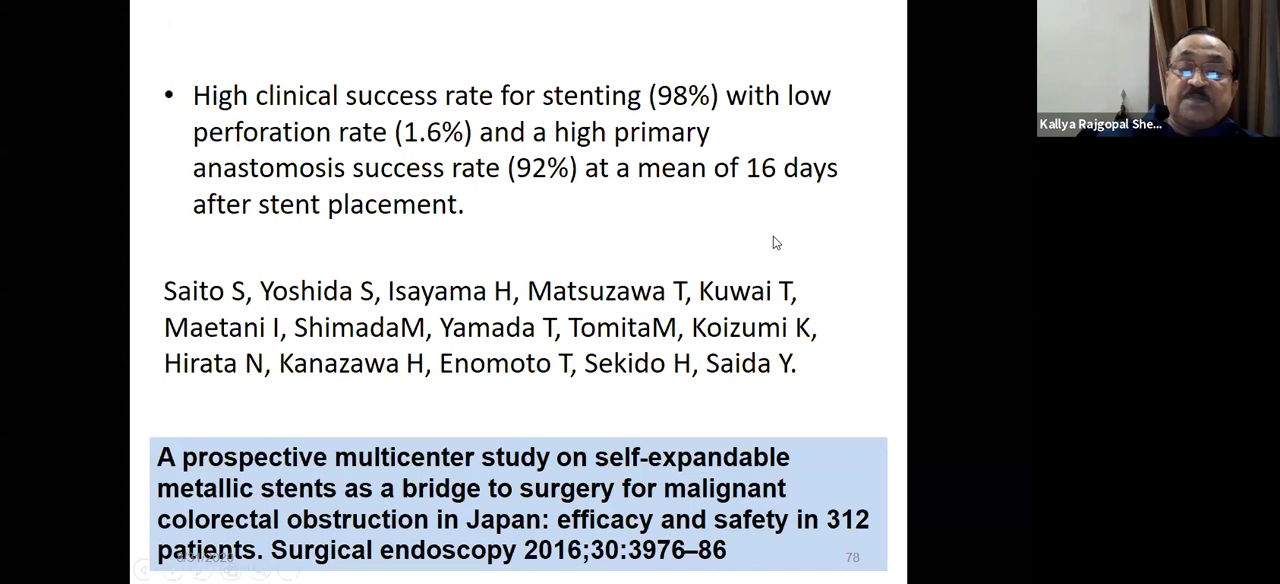 • High clinical success rate for stenting (98%) with low
perforation rate (1.6%) and a high primary
anastomosis success rate (92%) at a mean of 16 days
after stent placement.
Kallya Rajgopal She...
Saito S, Yoshida S, Isayama H, Matsuzawa T, Kuwai T,
Maetani I, ShimadaM, Yamada T, TomitaM, Koizumi K,
Hirata N, Kanazawa H, Enomoto T, Sekido H, Saida Y.
A prospective multicenter study on self-expandable
metallic stents as a bridge to surgery for malignant
colorectal obstruction in Japan: efficacy and safety in 312
patients. Surgical endoscopy 2016;30:3976–86
78